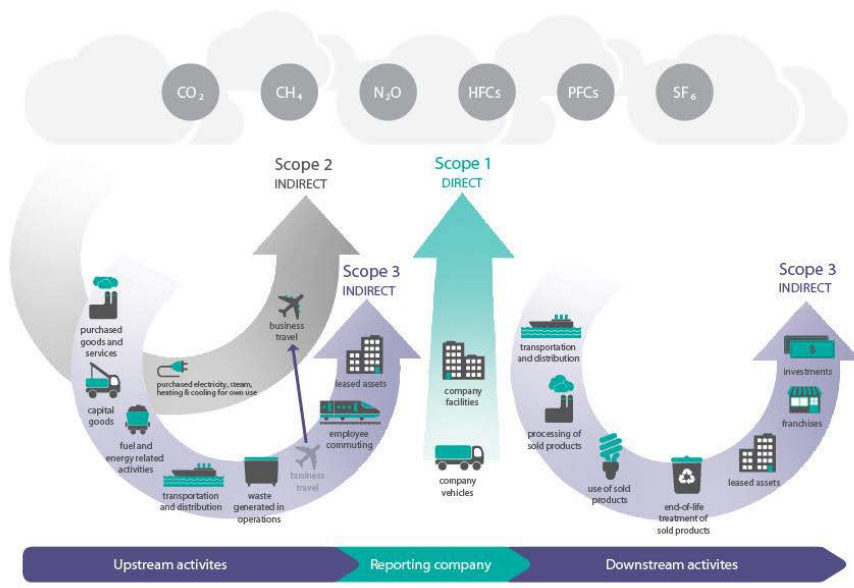 CO₂
CH₄
N₂O
HFCs
PFCs
SF₆
Scope 2
INDIRECT
Scope 1
DIRECT
Scope 3
INDIRECT
Scope 3
INDIRECT
purchased
goods and
services
capital
goods
fuel and
energy related
activities
transportation
and distribution
waste
generated in
operations
business
travel
business
travel
purchased electricity, steam,
heating & cooling for own use
employee
commuting
leased assets
company
facilities
company
vehicles
transportation
and distribution
processing of
sold products
use of sold
products
end-of-life
treatment of
sold products
leased assets
franchises
investments
$
Upstream activites
Reporting company
Downstream activites